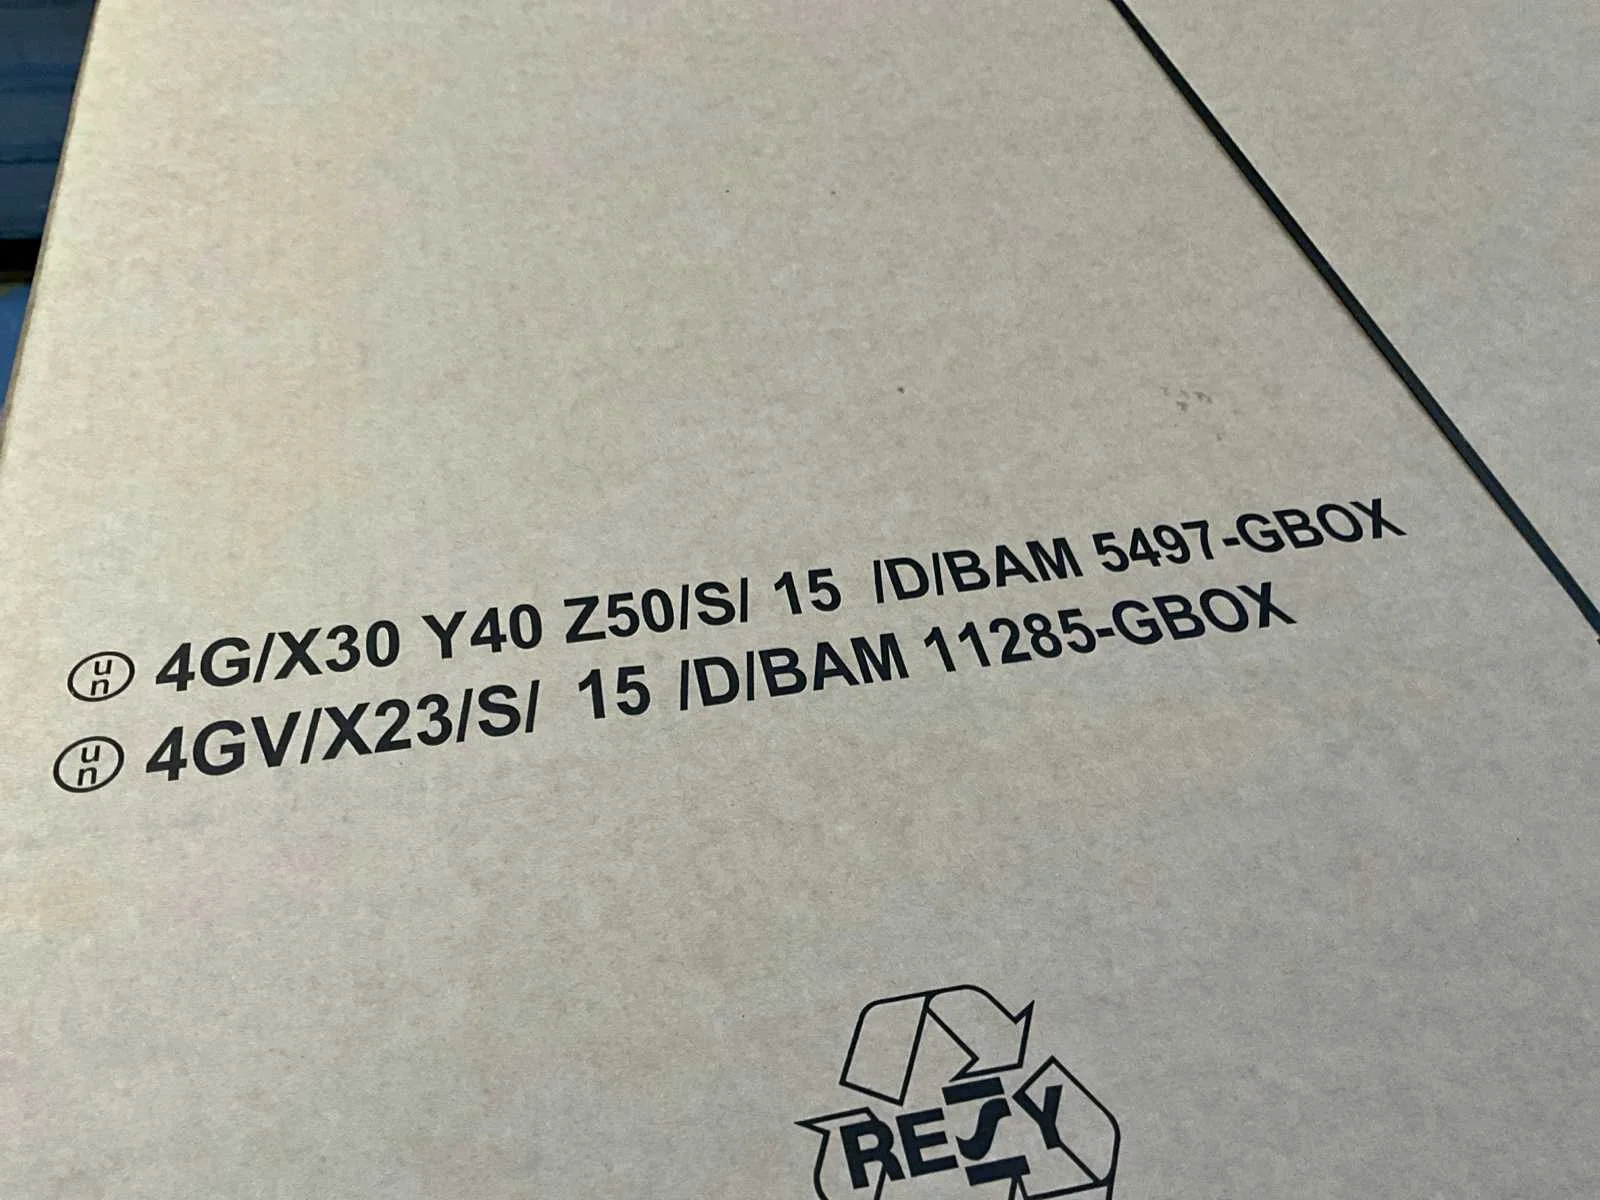 un 4G/X30 Y40 Z50/S/ 15 /D/BAM 5497-GBOX
un 4GV/X23/S/ 15 /D/BAM 11285-GBOX
RESY